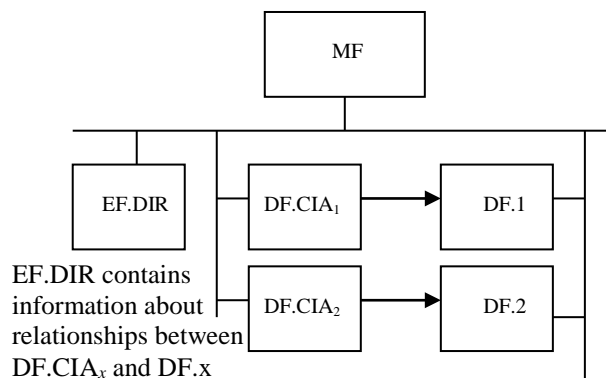 MF
EF.DIR
DF.CIA₁
DF.1
DF.CIA₂
DF.2
EF.DIR contains
information about
relationships between
DF.CIAₓ and DF.x